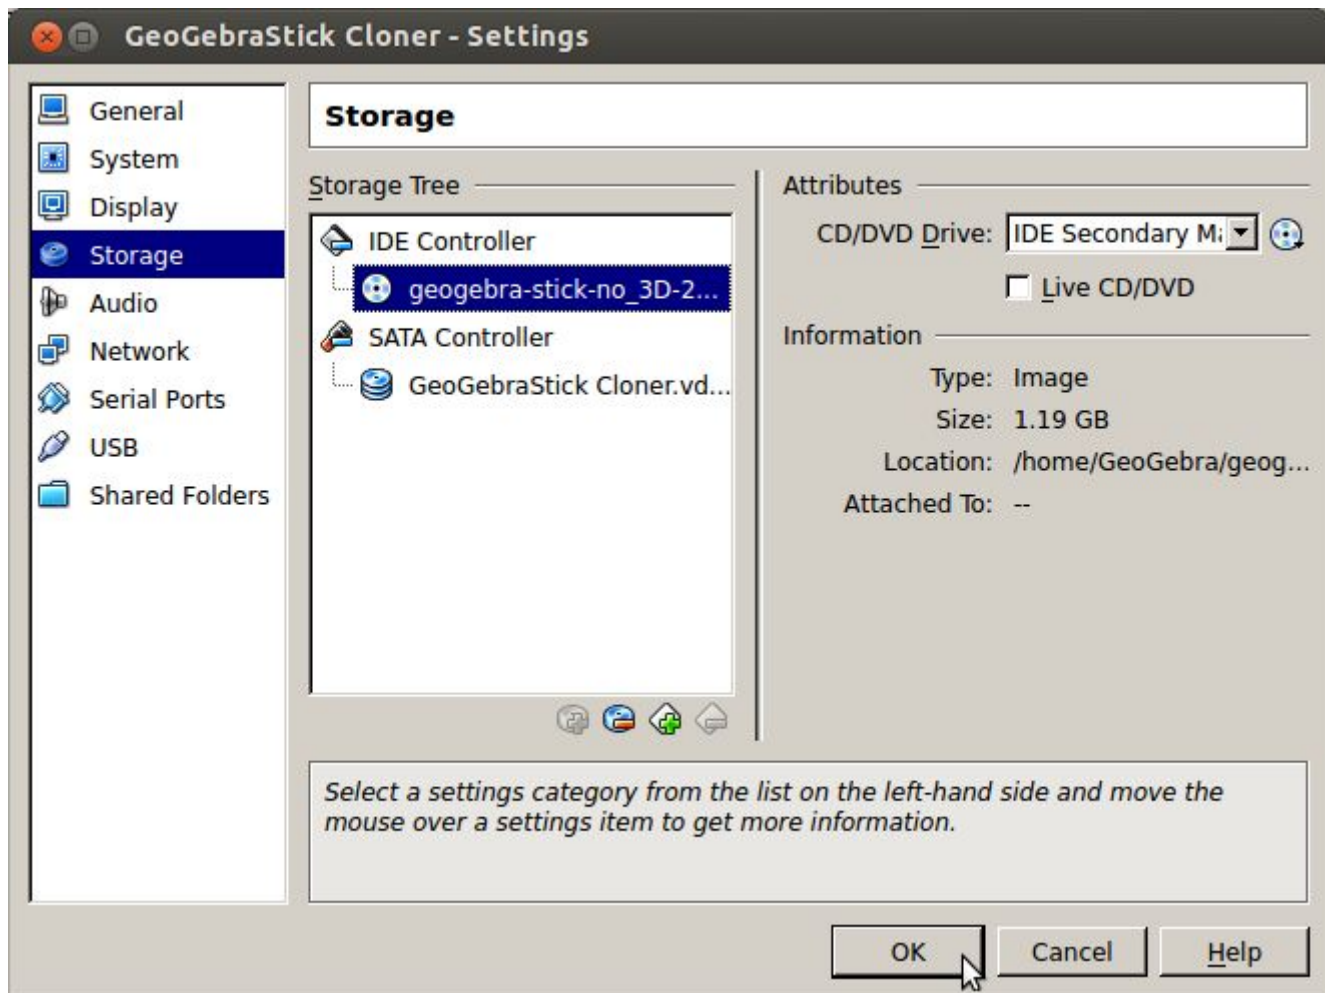 GeoGebraStick Cloner - Settings
General
System
Display
Storage
Audio
Network
Serial Ports
USB
Shared Folders
Storage
Storage Tree
IDE Controller
geogebra-stick-no_3D-2...
SATA Controller
GeoGebraStick Cloner.vd...
Attributes
CD/DVD Drive: IDE Secondary Ma
Live CD/DVD
Information
Type: Image
Size: 1.19 GB
Location: /home/GeoGebra/geog...
Attached To: --
Select a settings category from the list on the left-hand side and move the
mouse over a settings item to get more information.
OK Cancel Help